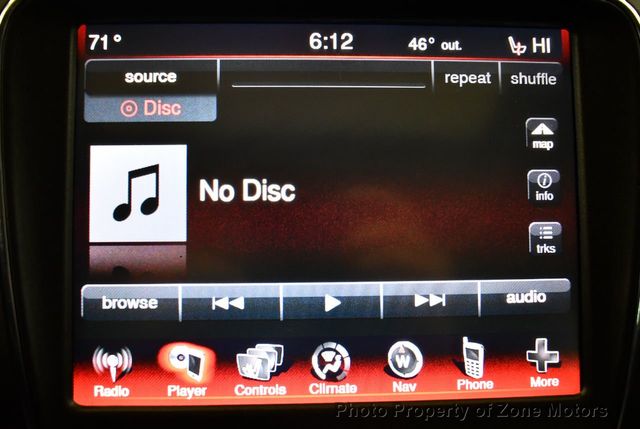 71° 6:12 46° out. HI
source repeat shuffle
Disc
map
No Disc
info
trks
browse audio
Radio Player Controls Climate Nav Phone More
Photo Property of Zone Motors